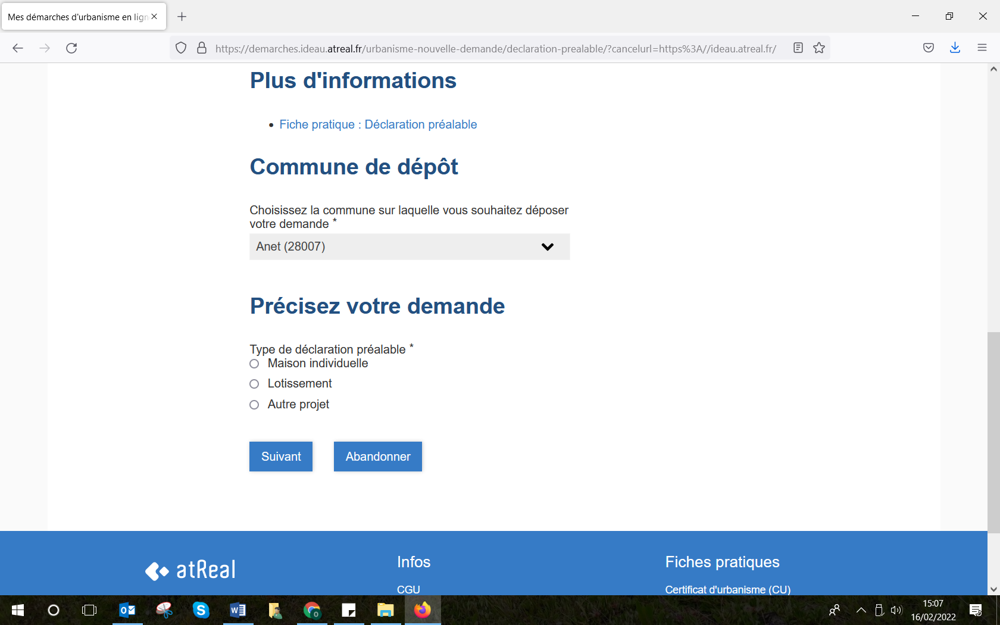 Mes démarches d'urbanisme en lign
https://demarches.ideau.atreal.fr/urbanisme-nouvelle-demande/declaration-prealable/?cancelurl=https%3A//ideau.atreal.fr/
Plus d'informations
Fiche pratique : Déclaration préalable
Commune de dépôt
Choisissez la commune sur laquelle vous souhaitez déposer
votre demande *
Anet (28007)
Précisez votre demande
Type de déclaration préalable *
Maison individuelle
Lotissement
Autre projet
Suivant Abandonner
atReal
Infos
Fiches pratiques
CGU
Certificat d'urbanisme (CU)
15:07
16/02/2022